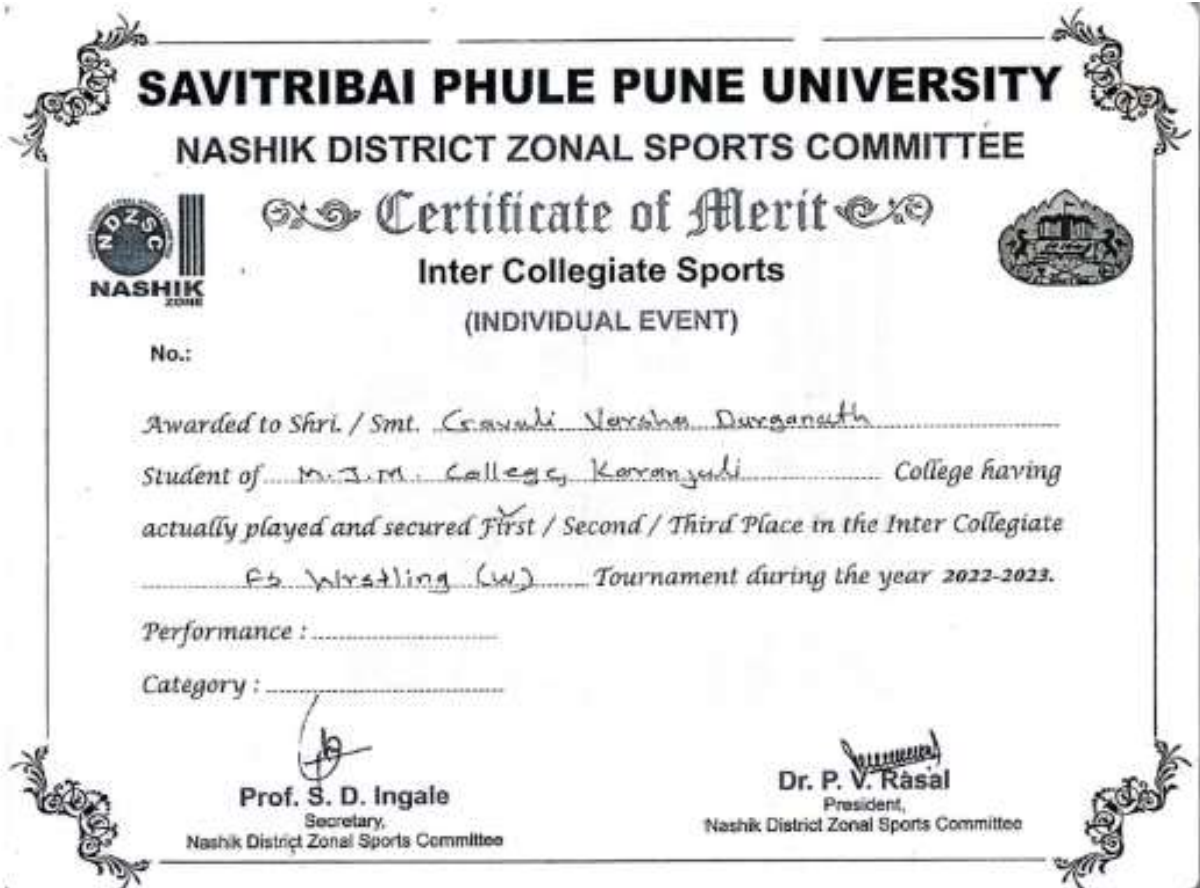 SAVITRIBAI PHULE PUNE UNIVERSITY
NASHIK DISTRICT ZONAL SPORTS COMMITTEE
Certificate of Merit
NDZSC
NASHIK
ZONE
Inter Collegiate Sports
(INDIVIDUAL EVENT)
No.:
Awarded to Shri. / Smt. Gavali Varsha Durganath
Student of M.J.M. College, Karanjali College having
actually played and secured First / Second / Third Place in the Inter Collegiate
FS Wrstling (W) Tournament during the year 2022-2023.
Performance :
Category :
Prof. S. D. Ingale
Secretary,
Nashik District Zonal Sports Committee
Dr. P. V. Rasal
President,
Nashik District Zonal Sports Committee